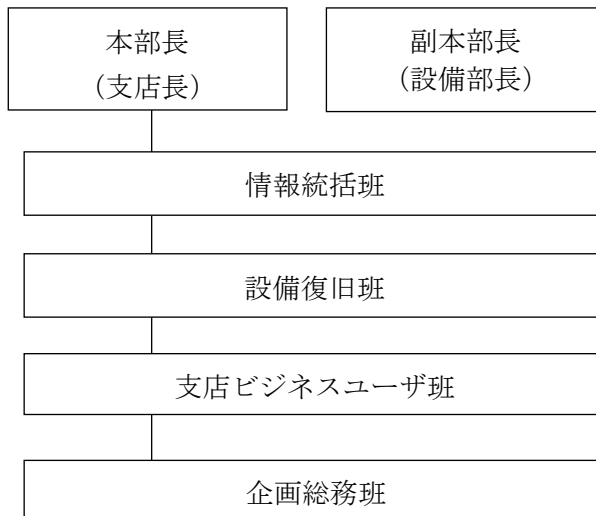 本部長
（支店長）
副本部長
（設備部長）
情報統括班
設備復旧班
支店ビジネスユーザ班
企画総務班